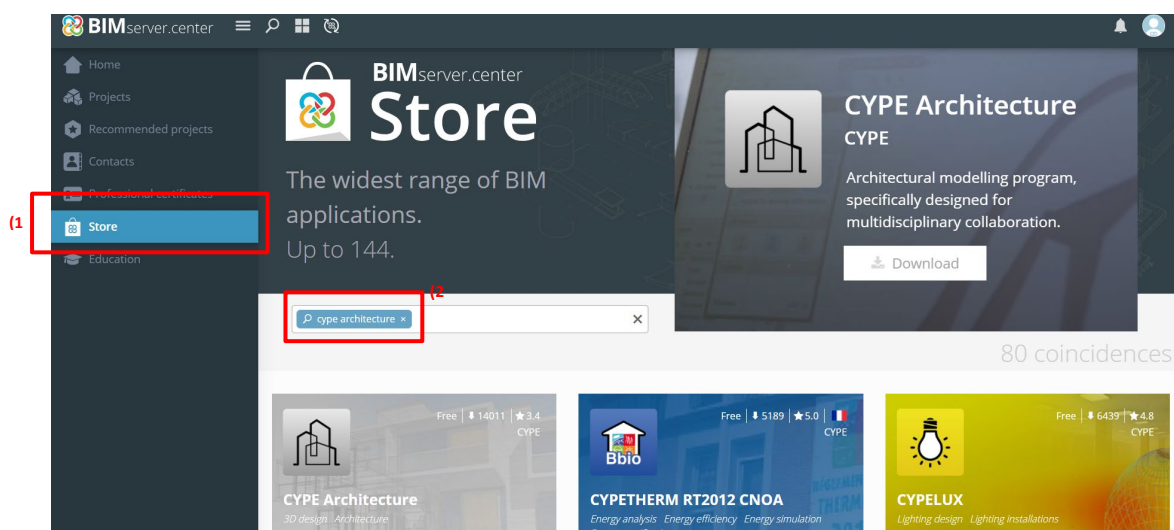 BIMserver.center
Home
Projects
Recommended projects
Contacts
Professional certificates
(1
Store
Education
BIMserver.center
Store
The widest range of BIM
applications.
Up to 144.
CYPE Architecture
CYPE
Architectural modelling program,
specifically designed for
multidisciplinary collaboration.
Download
(2
cype architecture ×
×
80 coincidences
Free 14011 3.4
CYPE
CYPE Architecture
3D design Architecture
Free 5189 5.0
CYPE
Bbio
CYPETHERM RT2012 CNOA
Energy analysis Energy efficiency Energy simulation
Free 6439 4.8
CYPE
CYPELUX
Lighting design Lighting installations